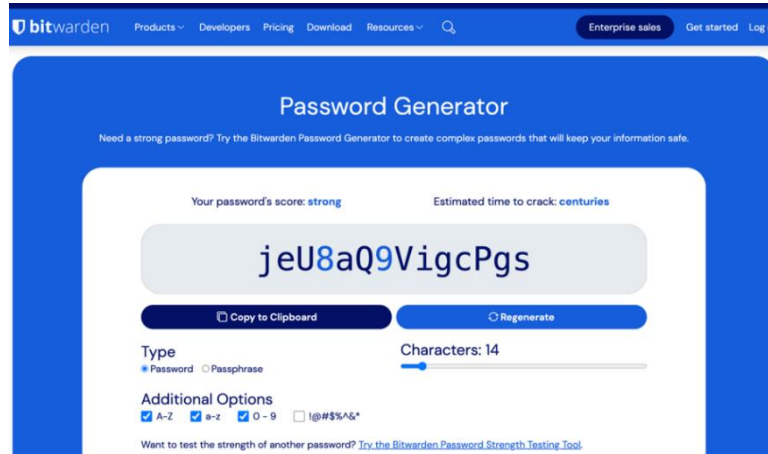 bitwarden Products Developers Pricing Download Resources Enterprise sales Get started Log
Password Generator
Need a strong password? Try the Bitwarden Password Generator to create complex passwords that will keep your information safe.
Your password's score: strong Estimated time to crack: centuries
jeU8aQ9VigcPgs
Copy to Clipboard Regenerate
Type Characters: 14
Password Passphrase
Additional Options
A-Z a-z 0 - 9 !@#$%^&*
Want to test the strength of another password? Try the Bitwarden Password Strength Testing Tool.